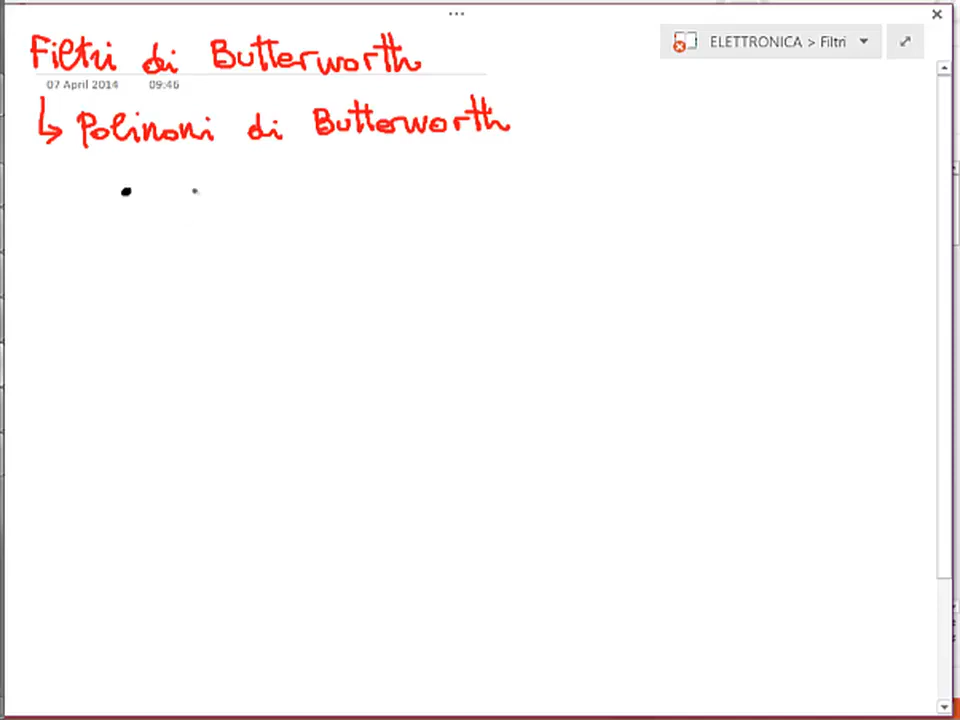 Filtri di Butterworth
ELETTRONICA > Filtri
07 April 2014 09:46
Polinomi di Butterworth